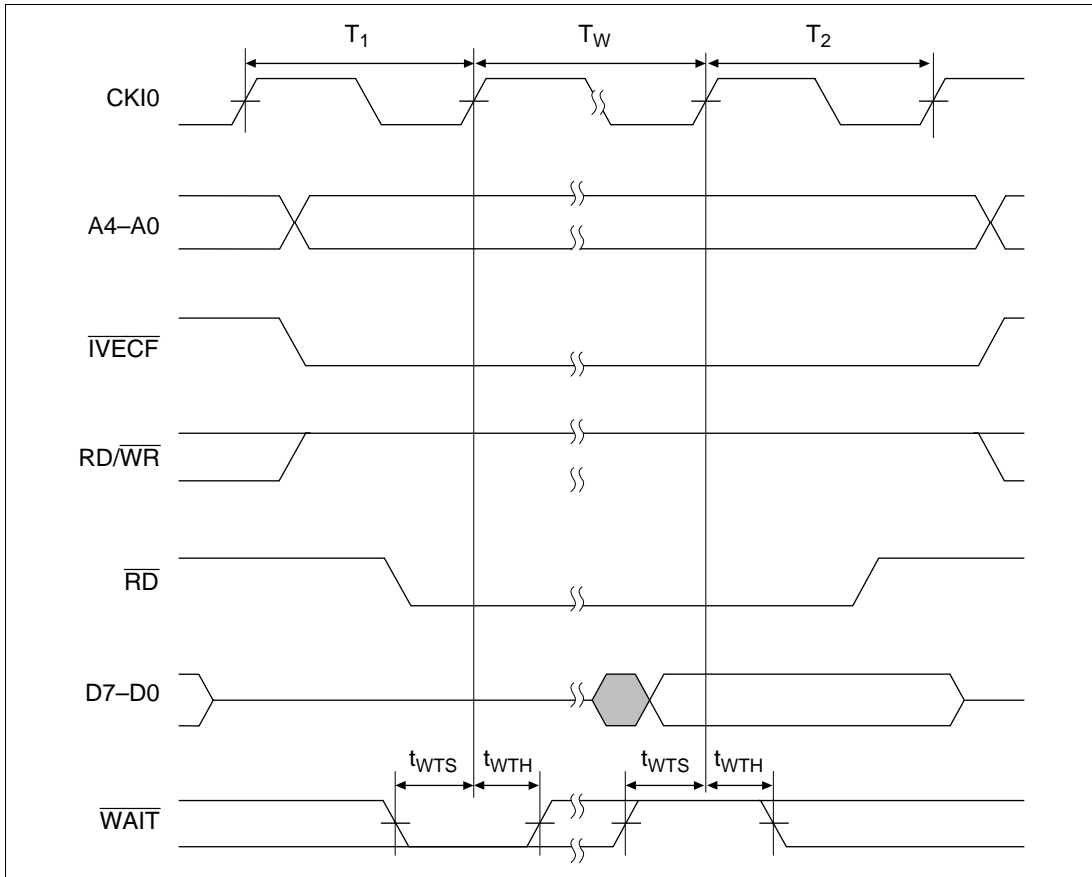 T1 TW T2
CKI0
A4–A0
IVECF
RD/WR
RD
D7–D0
tWTS tWTH tWTS tWTH
WAIT